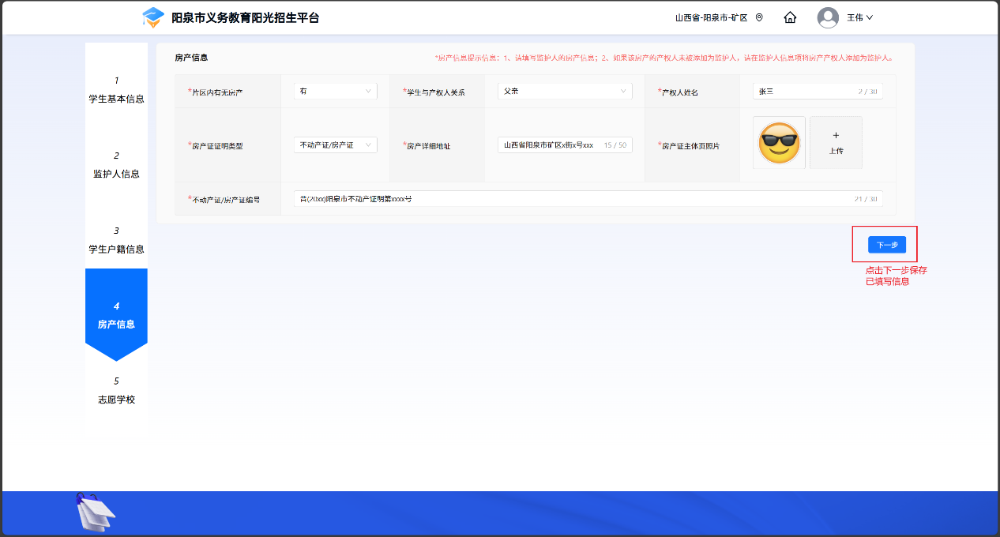 阳泉市义务教育阳光招生平台
山西省-阳泉市-矿区
王伟
1
学生基本信息
2
监护人信息
3
学生户籍信息
4
房产信息
5
志愿学校
房产信息
*房产信息提示信息：1、请填写监护人的房产信息；2、如果该房产的产权人未被添加为监护人，请在监护人信息项将房产产权人添加为监护人。
*片区内有无房产 有 *学生与产权人关系 父亲 *产权人姓名 张三 2 / 30
*房产证证明类型 不动产证/房产证 *房产详细地址 山西省阳泉市矿区x街x号xxx 15 / 50 *房产证主体页照片 + 上传
*不动产证/房产证编号 晋(20xx)阳泉市不动产证明第xxxx号 21 / 30
下一步
点击下一步保存
已填写信息